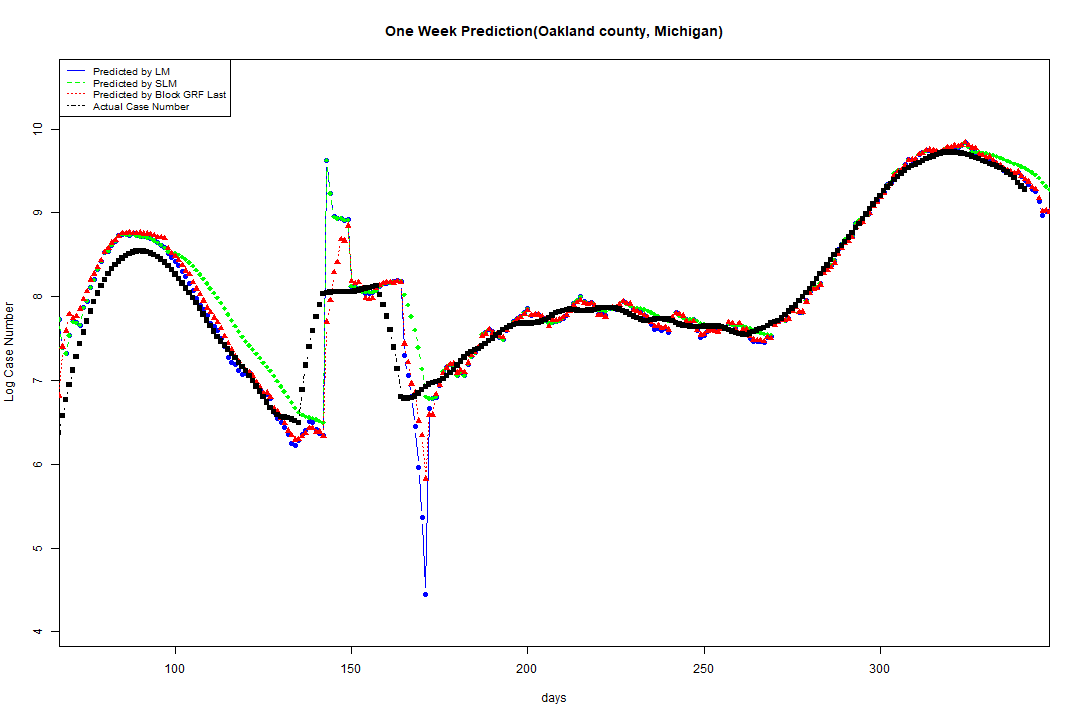 One Week Prediction(Oakland county, Michigan)
Predicted by LM
Predicted by SLM
Predicted by Block GRF Last
Actual Case Number
Log Case Number
10
9
8
7
6
5
4
100 150 200 250 300
days